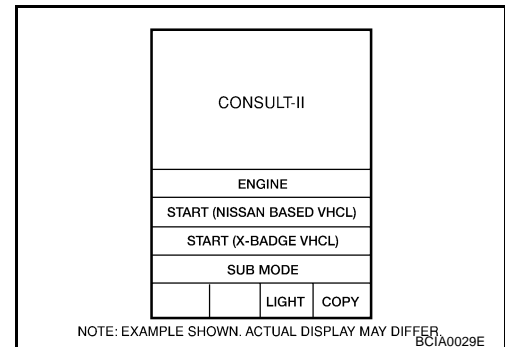 CONSULT-II
ENGINE
START (NISSAN BASED VHCL)
START (X-BADGE VHCL)
SUB MODE
LIGHT COPY
NOTE: EXAMPLE SHOWN. ACTUAL DISPLAY MAY DIFFER.
BCIA0029E